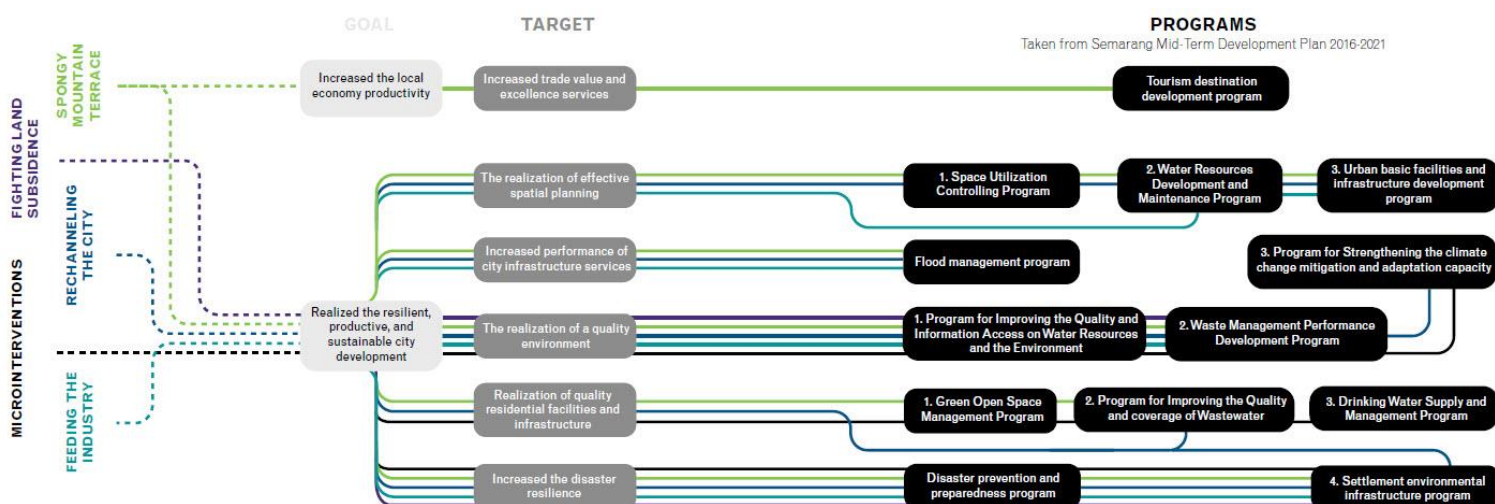 GOAL
TARGET
PROGRAMS
Taken from Semarang Mid-Term Development Plan 2016-2021
FIGHTING LAND
SUBSIDENCE
MICROINTERVENTIONS
SPONGY
MOUNTAIN
TERRACE
RECHANNELING
THE CITY
FEEDING THE
INDUSTRY
Increased the local
economy productivity
Increased trade value and
excellence services
Tourism destination
development program
The realization of effective
spatial planning
1. Space Utilization
Controlling Program
2. Water Resources
Development and
Maintenance Program
3. Urban basic facilities and
infrastructure development
program
Increased performance of
city infrastructure services
Flood management program
3. Program for Strengthening the climate
change mitigation and adaptation capacity
Realized the resilient,
productive, and
sustainable city
development
The realization of a quality
environment
1. Program for Improving the Quality and
Information Access on Water Resources
and the Environment
2. Waste Management Performance
Development Program
Realization of quality
residential facilities and
infrastructure
1. Green Open Space
Management Program
2. Program for Improving the Quality
and coverage of Wastewater
3. Drinking Water Supply and
Management Program
Increased the disaster
resilience
Disaster prevention and
preparedness program
4. Settlement environmental
infrastructure program